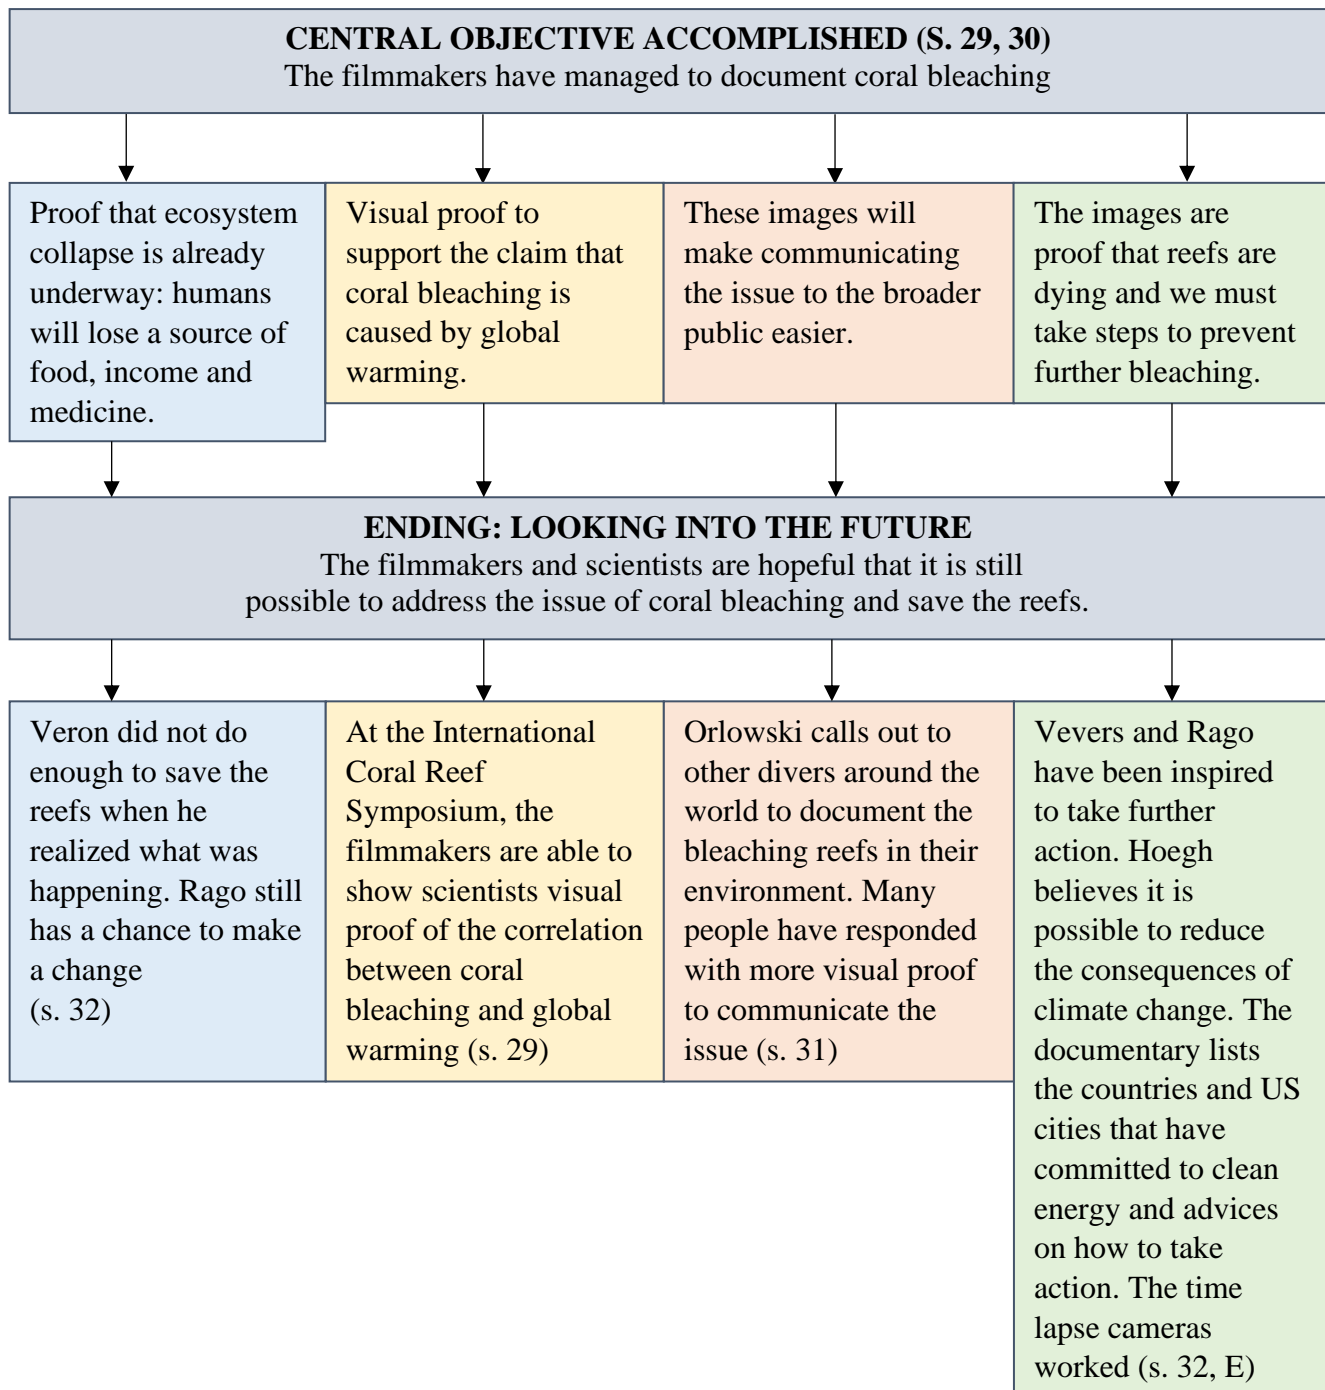 CENTRAL OBJECTIVE ACCOMPLISHED (S. 29, 30)
The filmmakers have managed to document coral bleaching
Proof that ecosystem
collapse is already
underway: humans
will lose a source of
food, income and
medicine.
Visual proof to
support the claim that
coral bleaching is
caused by global
warming.
These images will
make communicating
the issue to the broader
public easier.
The images are
proof that reefs are
dying and we must
take steps to prevent
further bleaching.
ENDING: LOOKING INTO THE FUTURE
The filmmakers and scientists are hopeful that it is still
possible to address the issue of coral bleaching and save the reefs.
Veron did not do
enough to save the
reefs when he
realized what was
happening. Rago still
has a chance to make
a change
(s. 32)
At the International
Coral Reef
Symposium, the
filmmakers are able to
show scientists visual
proof of the correlation
between coral
bleaching and global
warming (s. 29)
Orlowski calls out to
other divers around the
world to document the
bleaching reefs in their
environment. Many
people have responded
with more visual proof
to communicate the
issue (s. 31)
Vevers and Rago
have been inspired
to take further
action. Hoegh
believes it is
possible to reduce
the consequences of
climate change. The
documentary lists
the countries and US
cities that have
committed to clean
energy and advices
on how to take
action. The time
lapse cameras
worked (s. 32, E)